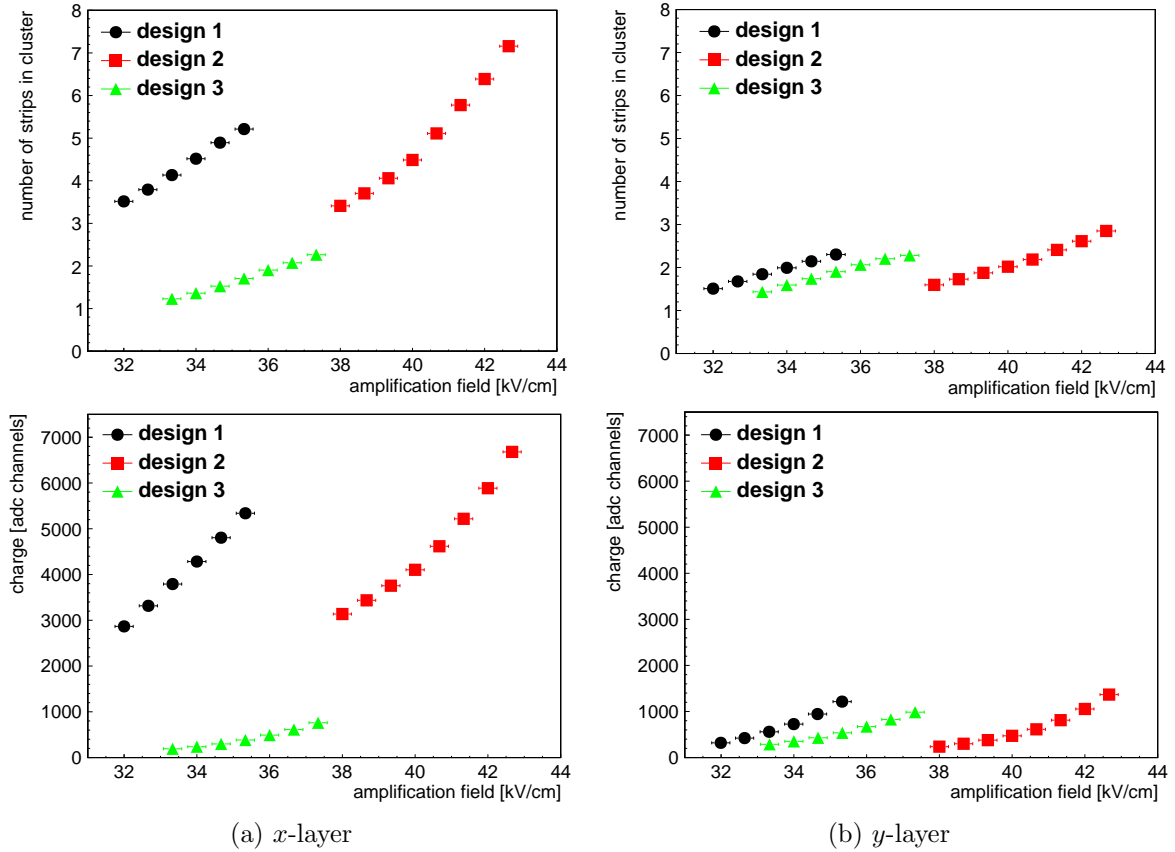 number of strips in cluster
8
7
6
5
4
3
2
1
0
design 1
design 2
design 3
32 34 36 38 40 42 44
amplification field [kV/cm]
number of strips in cluster
8
7
6
5
4
3
2
1
0
design 1
design 2
design 3
32 34 36 38 40 42 44
amplification field [kV/cm]
charge [adc channels]
7000
6000
5000
4000
3000
2000
1000
0
design 1
design 2
design 3
32 34 36 38 40 42 44
amplification field [kV/cm]
(a) x-layer
charge [adc channels]
7000
6000
5000
4000
3000
2000
1000
0
design 1
design 2
design 3
32 34 36 38 40 42 44
amplification field [kV/cm]
(b) y-layer